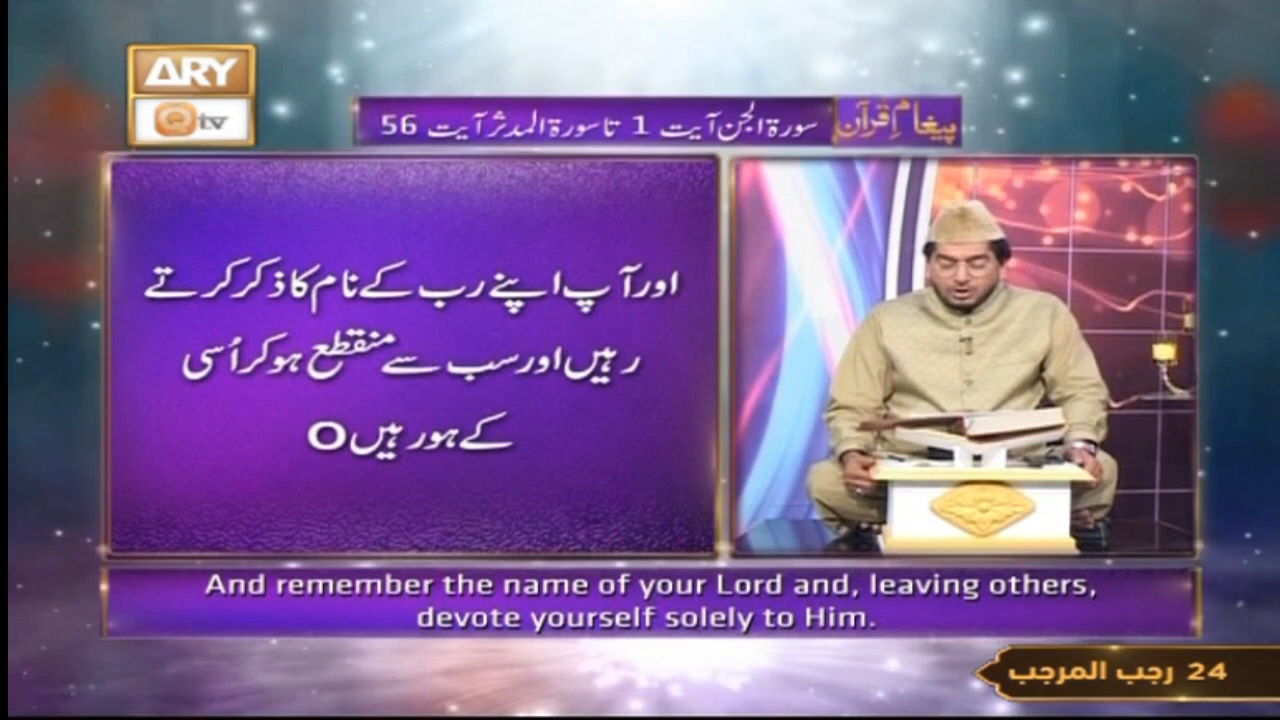 ARY
Qtv
پیغامِ قرآن
سورۃ الجن آیت 1 تا سورۃ المدثر آیت 56
اور آپ اپنے رب کے نام کا ذکر کرتے
رہیں اور سب سے منقطع ہو کر اُسی
کے ہو رہیں O
And remember the name of your Lord and, leaving others,
devote yourself solely to Him.
24 رجب المرجب